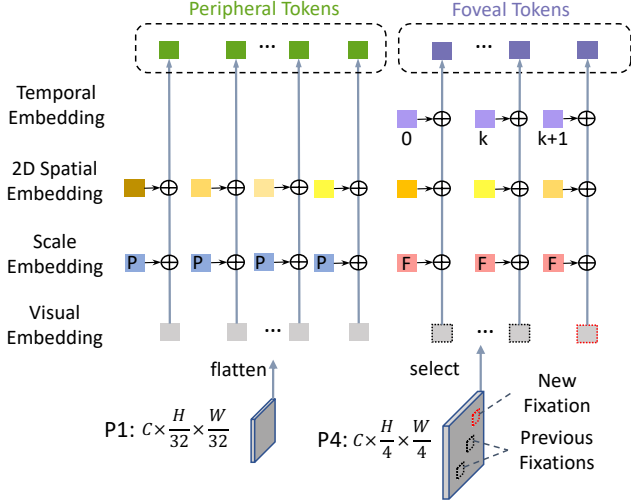 Peripheral Tokens
Foveal Tokens
...
...
Temporal
Embedding
0
k
k+1
2D Spatial
Embedding
Scale
Embedding
P
P
P
P
F
F
F
Visual
Embedding
...
...
flatten
select
New
Fixation
P1: C × H/32 × W/32
P4: C × H/4 × W/4
Previous
Fixations